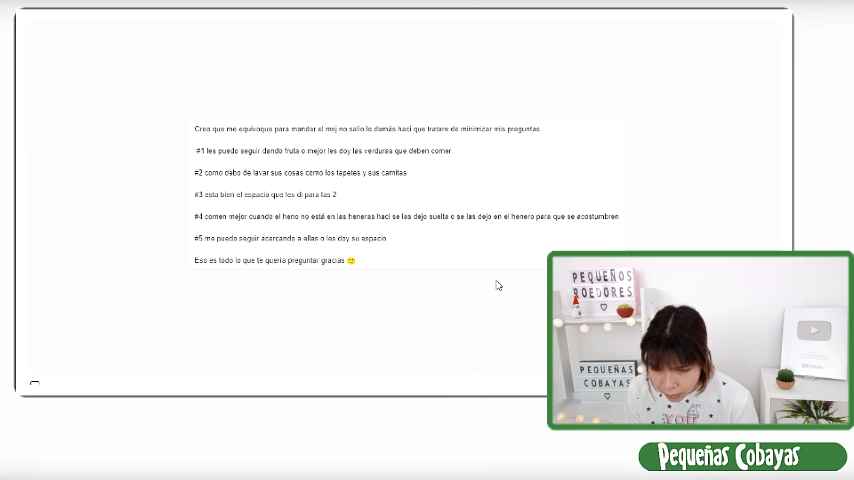 Creo que me equivoque para mandar el msj no salio lo demás haci que tratare de minimizar mis preguntas
#1 les puedo seguir dando fruta o mejor les doy las verduras que deben comer
#2 como debo de lavar sus cosas como los tapetes y sus camitas
#3 esta bien el espacio que les di para las 2
#4 comen mejor cuando el heno no está en las heneras haci se las dejo suelta o se las dejo en el henero para que se acostumbren
#5 me puedo seguir acercando a ellas o les doy su espacio
Eso es todo lo que te quería preguntar gracias 🙂
PEQUEÑOS
ROEDORES
PEQUEÑAS
COBAYAS
YOU
Pequeñas Cobayas